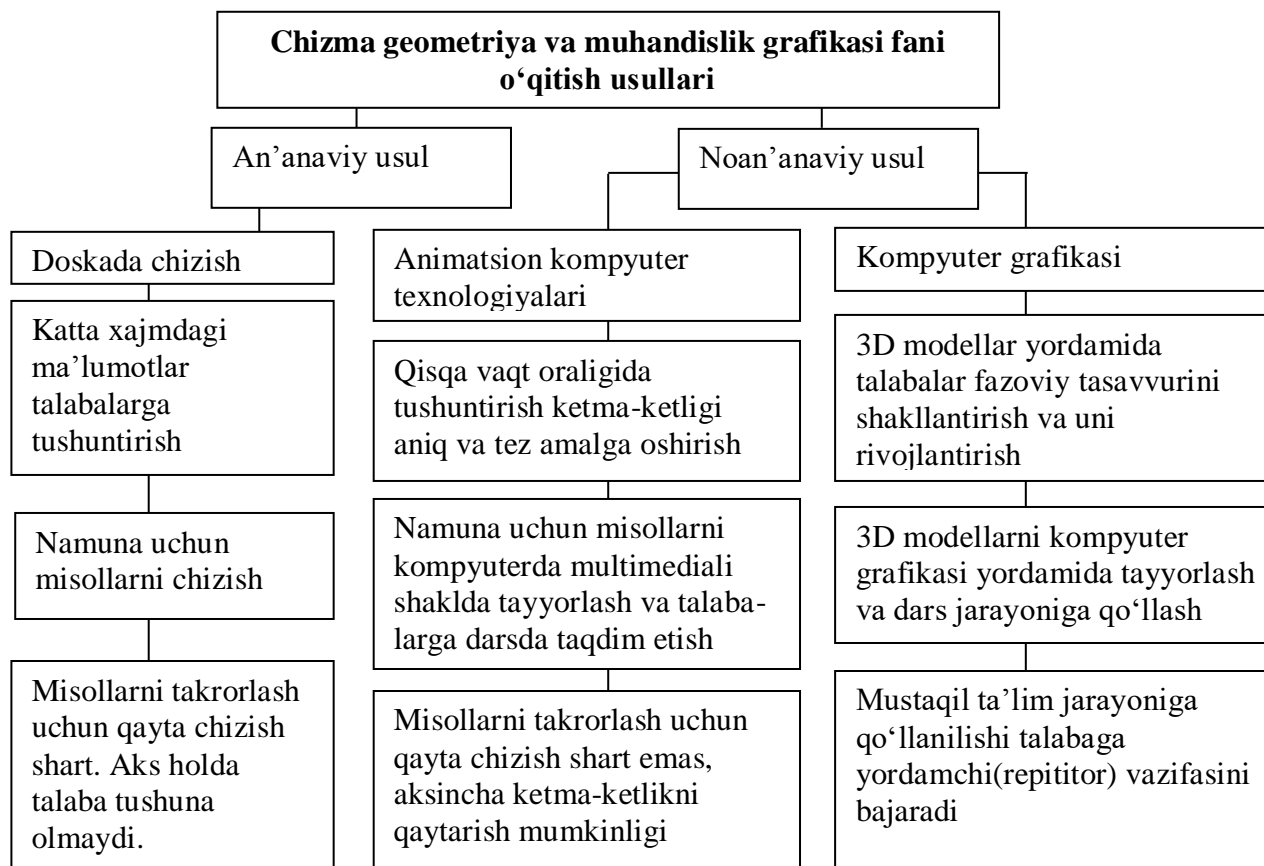 Chizma geometriya va muhandislik grafikasi fani
o‘qitish usullari
An’anaviy usul
Noan’anaviy usul
Doskada chizish
Katta xajmdagi
ma’lumotlar
talabalarga
tushuntirish
Namuna uchun
misollarni chizish
Misollarni takrorlash
uchun qayta chizish
shart. Aks holda
talaba tushuna
olmaydi.
Animatsion kompyuter
texnologiyalari
Qisqa vaqt oraligida
tushuntirish ketma-ketligi
aniq va tez amalga oshirish
Namuna uchun misollarni
kompyuterda multimediali
shaklda tayyorlash va talaba-
larga darsda taqdim etish
Misollarni takrorlash uchun
qayta chizish shart emas,
aksincha ketma-ketlikni
qaytarish mumkinligi
Kompyuter grafikasi
3D modellar yordamida
talabalar fazoviy tasavvurini
shakllantirish va uni
rivojlantirish
3D modellarni kompyuter
grafikasi yordamida tayyorlash
va dars jarayoniga qo‘llash
Mustaqil ta’lim jarayoniga
qo‘llanilishi talabaga
yordamchi(repititor) vazifasini
bajaradi